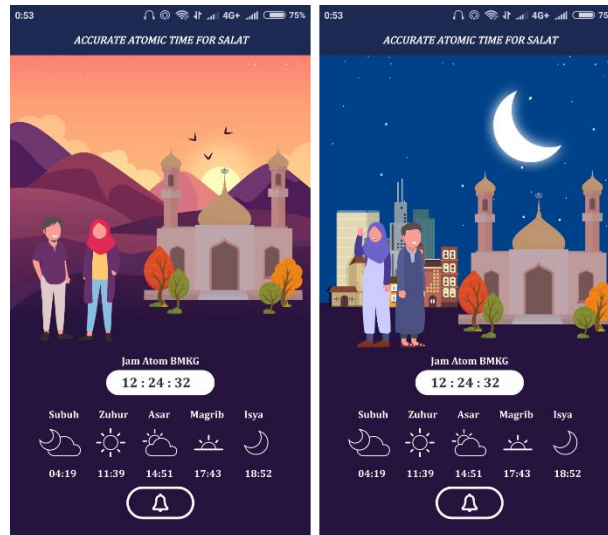 0:53 4G+ 75%
ACCURATE ATOMIC TIME FOR SALAT
Jam Atom BMKG
12 : 24 : 32
Subuh Zuhur Asar Magrib Isya
04:19 11:39 14:51 17:43 18:52
0:53 4G+ 75
ACCURATE ATOMIC TIME FOR SALAT
Jam Atom BMKG
12 : 24 : 32
Subuh Zuhur Asar Magrib Isya
04:19 11:39 14:51 17:43 18:52